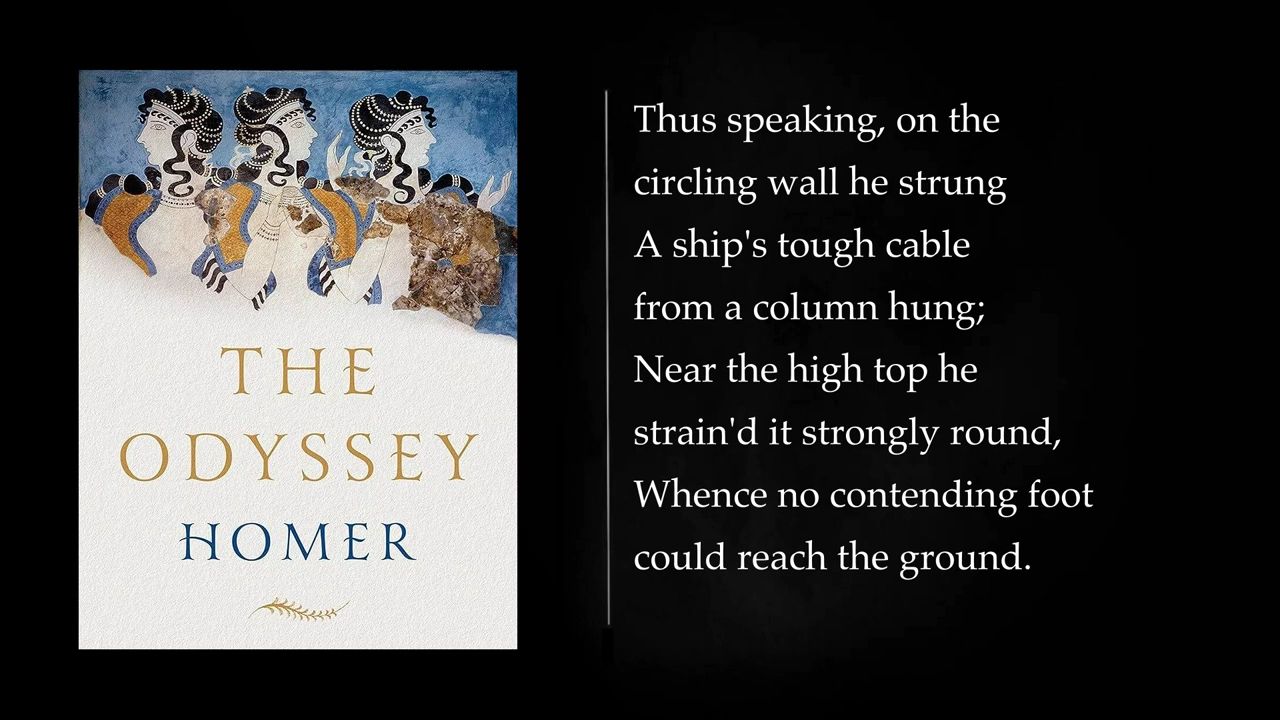 THE
ODYSSEY
HOMER
Thus speaking, on the
circling wall he strung
A ship's tough cable
from a column hung;
Near the high top he
strain'd it strongly round,
Whence no contending foot
could reach the ground.